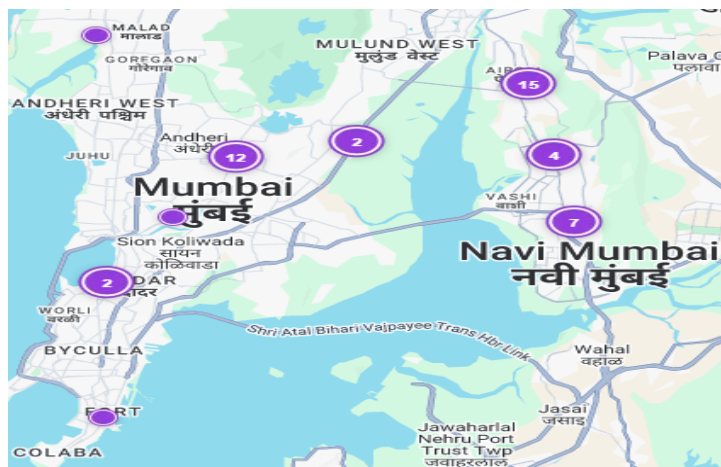 MALAD
मालाड
GOREGAON
गोरेगाव
MULUND WEST
मुलुंड वेस्ट
Palava
पलावा
15
ANDHERI WEST
अंधेरी पश्चिम
Andheri
अंधेरी
12
2
4
JUHU
Mumbai
मुंबई
VASHI
वाशी
7
Sion Koliwada
सायन
कोळिवाडा
Navi Mumbai
नवी मुंबई
2
DAR
दादर
WORLI
वरळी
Shri Atal Bihari Vajpayee Trans Hbr Link
BYCULLA
Wahal
वहाळ
FORT
Jasai
जसाई
Jawaharlal
Nehru Port
Trust Twp
जवाहरलाल
COLABA